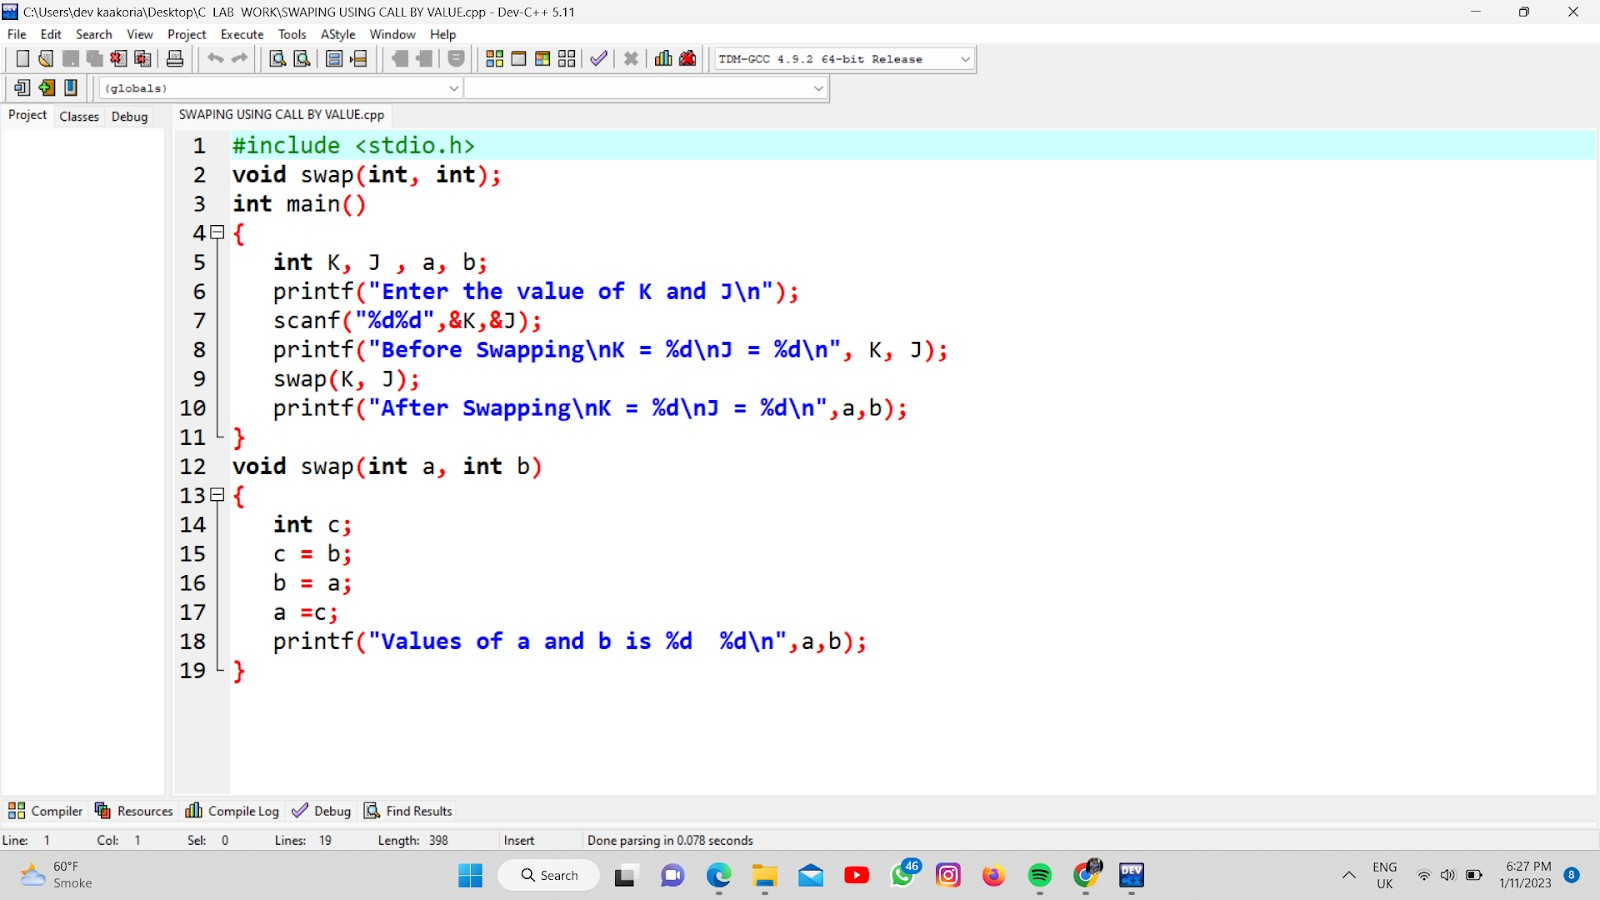 C:\Users\dev kaakoria\Desktop\C LAB WORK\SWAPING USING CALL BY VALUE.cpp - Dev-C++ 5.11
File Edit Search View Project Execute Tools AStyle Window Help
TDM-GCC 4.9.2 64-bit Release
(globals)
Project Classes Debug SWAPING USING CALL BY VALUE.cpp
1 #include <stdio.h>
2 void swap(int, int);
3 int main()
4 {
5 int K, J , a, b;
6 printf("Enter the value of K and J\n");
7 scanf("%d%d",&K,&J);
8 printf("Before Swapping\nK = %d\nJ = %d\n", K, J);
9 swap(K, J);
10 printf("After Swapping\nK = %d\nJ = %d\n",a,b);
11 }
12 void swap(int a, int b)
13 {
14 int c;
15 c = b;
16 b = a;
17 a =c;
18 printf("Values of a and b is %d  %d\n",a,b);
19 }
Compiler Resources Compile Log Debug Find Results
Line: 1 Col: 1 Sel: 0 Lines: 19 Length: 398 Insert Done parsing in 0.078 seconds
60°F
Smoke
Search
46
DEV
ENG
UK
6:27 PM
1/11/2023
8